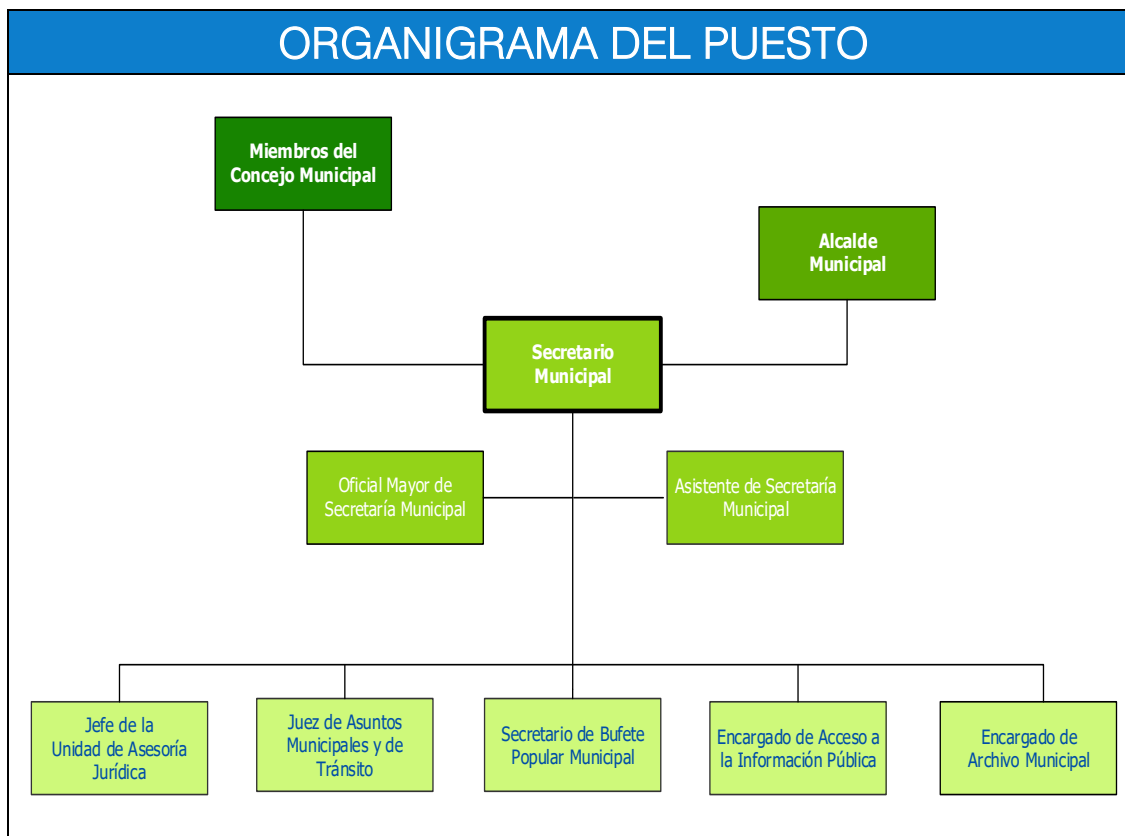 ORGANIGRAMA DEL PUESTO
Miembros del
Concejo Municipal
Alcalde
Municipal
Secretario
Municipal
Oficial Mayor de
Secretaría Municipal
Asistente de Secretaría
Municipal
Jefe de la
Unidad de Asesoría
Jurídica
Juez de Asuntos
Municipales y de
Tránsito
Secretario de Bufete
Popular Municipal
Encargado de Acceso a
la Información Pública
Encargado de
Archivo Municipal